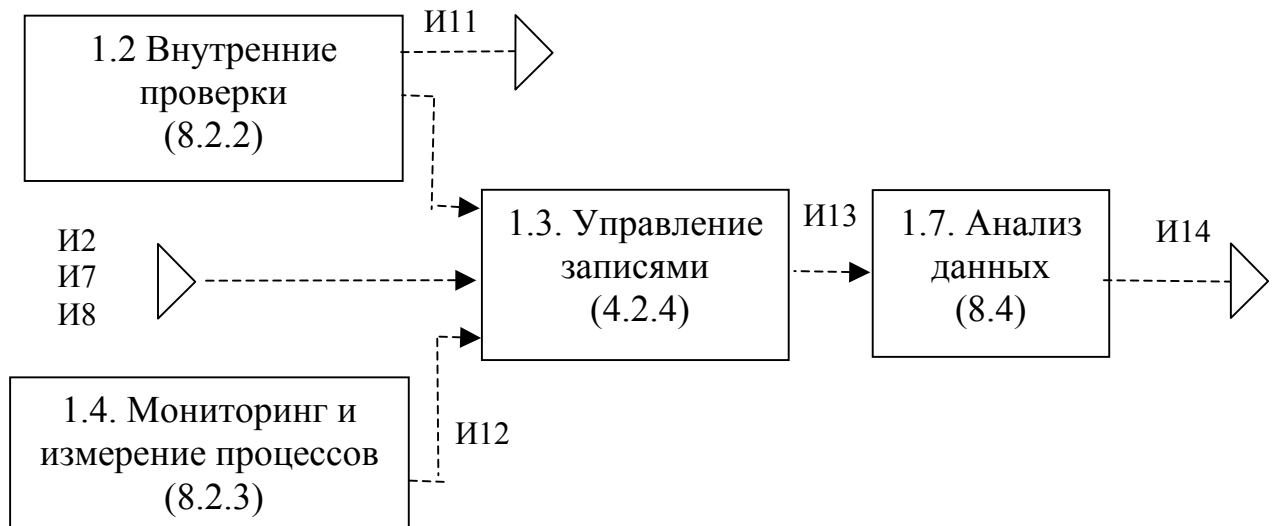 И11
1.2 Внутренние
проверки
(8.2.2)
И2
И7
И8
1.3. Управление
записями
(4.2.4)
И13
1.7. Анализ
данных
(8.4)
И14
1.4. Мониторинг и
измерение процессов
(8.2.3)
И12